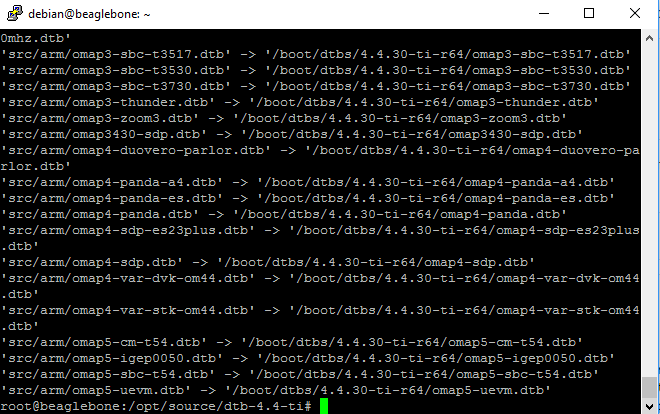 debian@beaglebone: ~
0mhz.dtb'
'src/arm/omap3-sbc-t3517.dtb' -> '/boot/dtbs/4.4.30-ti-r64/omap3-sbc-t3517.dtb'
'src/arm/omap3-sbc-t3530.dtb' -> '/boot/dtbs/4.4.30-ti-r64/omap3-sbc-t3530.dtb'
'src/arm/omap3-sbc-t3730.dtb' -> '/boot/dtbs/4.4.30-ti-r64/omap3-sbc-t3730.dtb'
'src/arm/omap3-thunder.dtb' -> '/boot/dtbs/4.4.30-ti-r64/omap3-thunder.dtb'
'src/arm/omap3-zoom3.dtb' -> '/boot/dtbs/4.4.30-ti-r64/omap3-zoom3.dtb'
'src/arm/omap3430-sdp.dtb' -> '/boot/dtbs/4.4.30-ti-r64/omap3430-sdp.dtb'
'src/arm/omap4-duovero-parlor.dtb' -> '/boot/dtbs/4.4.30-ti-r64/omap4-duovero-pa
rlor.dtb'
'src/arm/omap4-panda-a4.dtb' -> '/boot/dtbs/4.4.30-ti-r64/omap4-panda-a4.dtb'
'src/arm/omap4-panda-es.dtb' -> '/boot/dtbs/4.4.30-ti-r64/omap4-panda-es.dtb'
'src/arm/omap4-panda.dtb' -> '/boot/dtbs/4.4.30-ti-r64/omap4-panda.dtb'
'src/arm/omap4-sdp-es23plus.dtb' -> '/boot/dtbs/4.4.30-ti-r64/omap4-sdp-es23plus
.dtb'
'src/arm/omap4-sdp.dtb' -> '/boot/dtbs/4.4.30-ti-r64/omap4-sdp.dtb'
'src/arm/omap4-var-dvk-om44.dtb' -> '/boot/dtbs/4.4.30-ti-r64/omap4-var-dvk-om44
.dtb'
'src/arm/omap4-var-stk-om44.dtb' -> '/boot/dtbs/4.4.30-ti-r64/omap4-var-stk-om44
.dtb'
'src/arm/omap5-cm-t54.dtb' -> '/boot/dtbs/4.4.30-ti-r64/omap5-cm-t54.dtb'
'src/arm/omap5-igep0050.dtb' -> '/boot/dtbs/4.4.30-ti-r64/omap5-igep0050.dtb'
'src/arm/omap5-sbc-t54.dtb' -> '/boot/dtbs/4.4.30-ti-r64/omap5-sbc-t54.dtb'
'src/arm/omap5-uevm.dtb' -> '/boot/dtbs/4.4.30-ti-r64/omap5-uevm.dtb'
root@beaglebone:/opt/source/dtb-4.4-ti#